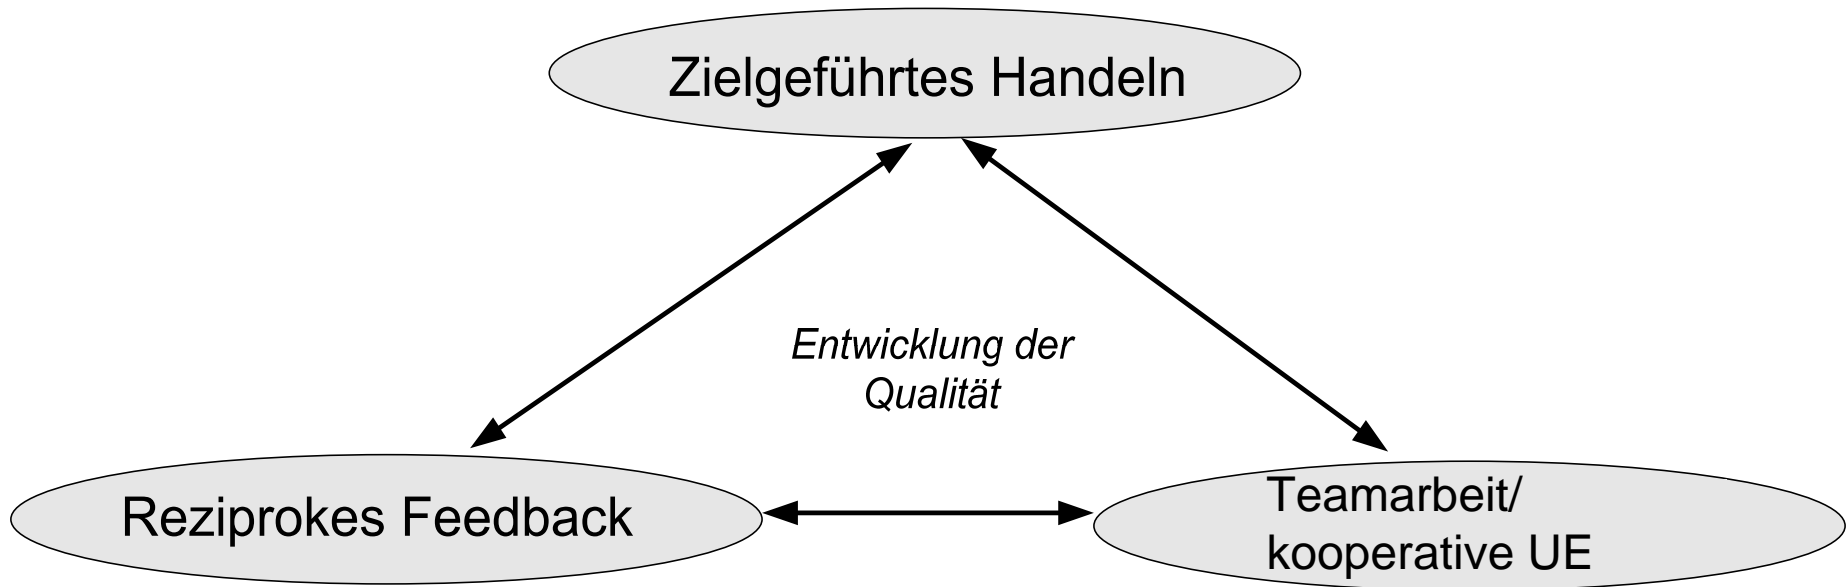 Zielgeführtes Handeln
Entwicklung der
Qualität
Reziprokes Feedback
Teamarbeit/
kooperative UE